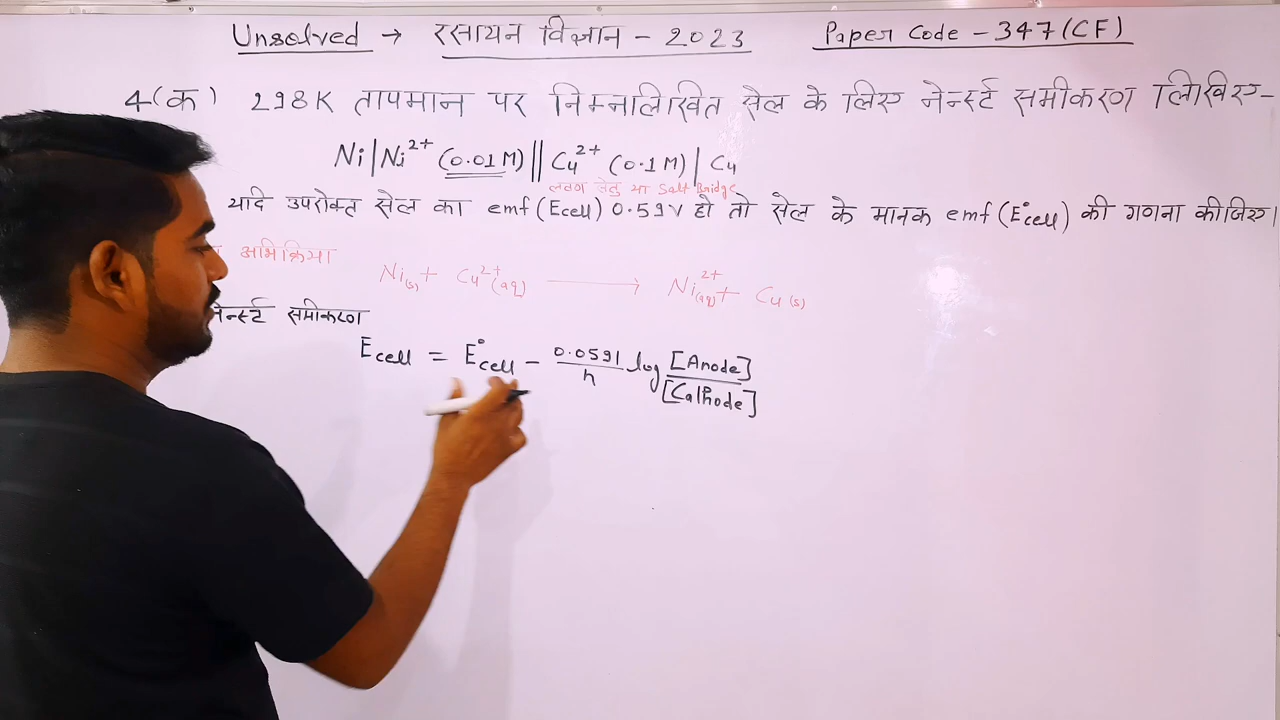 Unsolved → रसायन विज्ञान - 2023 Paper Code - 347 (CF)
4(क) 298K तापमान पर निम्नलिखित सेल के लिए नेर्न्स्ट समीकरण लिखिए-
Ni|Ni²⁺ (0.01M)||Cu²⁺ (0.1M)|Cu
लवण सेतु या Salt Bridge
यदि उपरोक्त सेल का emf (Ecell) 0.59V हो तो सेल के मानक emf (E°cell) की गणना कीजिए।
अभिक्रिया
Ni(s) + Cu²⁺(aq) ⟶ Ni²⁺(aq) + Cu(s)
नेर्न्स्ट समीकरण
Ecell = E°cell - 0.0591/n log [Anode]/[Cathode]